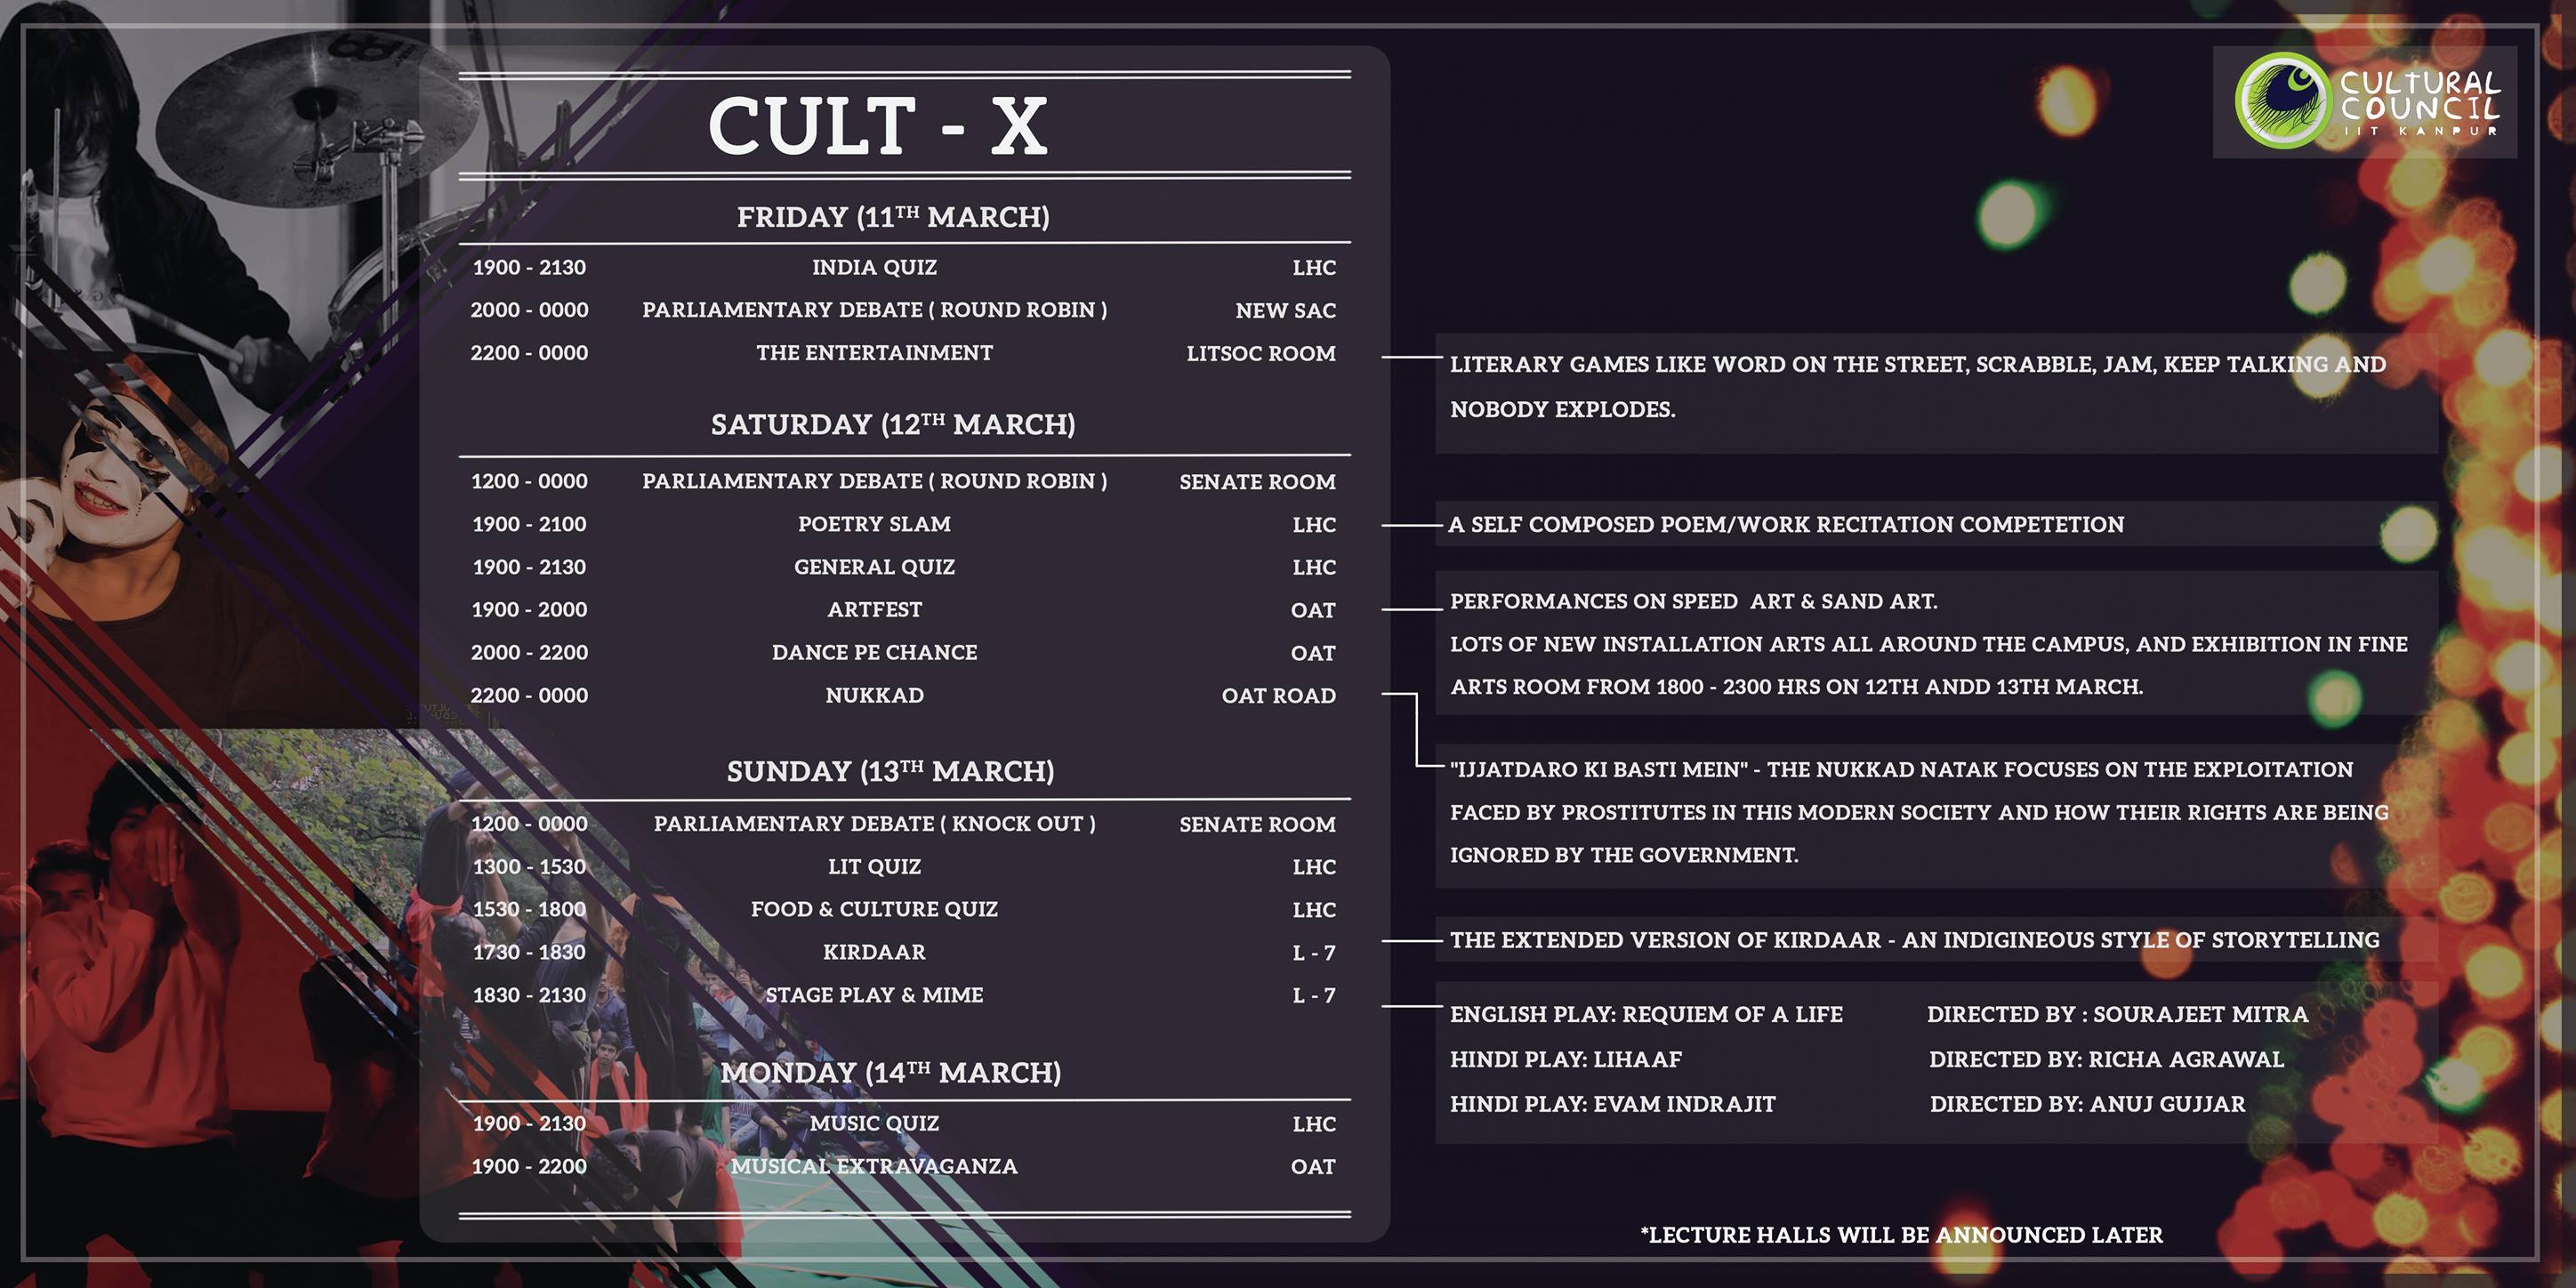 CULTURAL
COUNCIL
IIT KANPUR
CULT - X
FRIDAY (11TH MARCH)
1900 - 2130 INDIA QUIZ LHC
2000 - 0000 PARLIAMENTARY DEBATE ( ROUND ROBIN ) NEW SAC
2200 - 0000 THE ENTERTAINMENT LITSOC ROOM
LITERARY GAMES LIKE WORD ON THE STREET, SCRABBLE, JAM, KEEP TALKING AND
NOBODY EXPLODES.
SATURDAY (12TH MARCH)
1200 - 0000 PARLIAMENTARY DEBATE ( ROUND ROBIN ) SENATE ROOM
1900 - 2100 POETRY SLAM LHC
A SELF COMPOSED POEM/WORK RECITATION COMPETETION
1900 - 2130 GENERAL QUIZ LHC
1900 - 2000 ARTFEST OAT
PERFORMANCES ON SPEED ART & SAND ART.
LOTS OF NEW INSTALLATION ARTS ALL AROUND THE CAMPUS, AND EXHIBITION IN FINE
ARTS ROOM FROM 1800 - 2300 HRS ON 12TH ANDD 13TH MARCH.
2000 - 2200 DANCE PE CHANCE OAT
2200 - 0000 NUKKAD OAT ROAD
"IJJATDARO KI BASTI MEIN" - THE NUKKAD NATAK FOCUSES ON THE EXPLOITATION
FACED BY PROSTITUTES IN THIS MODERN SOCIETY AND HOW THEIR RIGHTS ARE BEING
IGNORED BY THE GOVERNMENT.
SUNDAY (13TH MARCH)
1200 - 0000 PARLIAMENTARY DEBATE ( KNOCK OUT ) SENATE ROOM
1300 - 1530 LIT QUIZ LHC
1530 - 1800 FOOD & CULTURE QUIZ LHC
1730 - 1830 KIRDAAR L - 7
THE EXTENDED VERSION OF KIRDAAR - AN INDIGINEOUS STYLE OF STORYTELLING
1830 - 2130 STAGE PLAY & MIME L - 7
ENGLISH PLAY: REQUIEM OF A LIFE DIRECTED BY : SOURAJEET MITRA
HINDI PLAY: LIHAAF DIRECTED BY: RICHA AGRAWAL
HINDI PLAY: EVAM INDRAJIT DIRECTED BY: ANUJ GUJJAR
MONDAY (14TH MARCH)
1900 - 2130 MUSIC QUIZ LHC
1900 - 2200 MUSICAL EXTRAVAGANZA OAT
*LECTURE HALLS WILL BE ANNOUNCED LATER